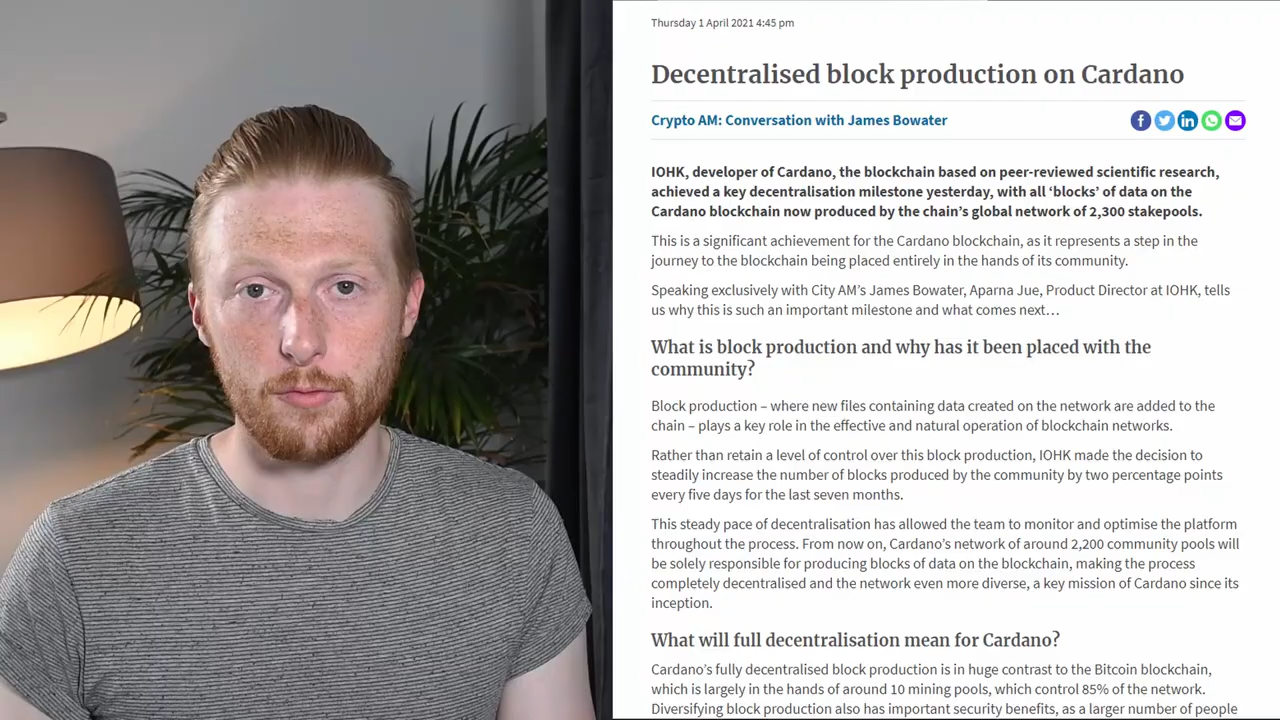 Thursday 1 April 2021 4:45 pm
Decentralised block production on Cardano
Crypto AM: Conversation with James Bowater
IOHK, developer of Cardano, the blockchain based on peer-reviewed scientific research,
achieved a key decentralisation milestone yesterday, with all ‘blocks’ of data on the
Cardano blockchain now produced by the chain’s global network of 2,300 stakepools.
This is a significant achievement for the Cardano blockchain, as it represents a step in the
journey to the blockchain being placed entirely in the hands of its community.
Speaking exclusively with City AM’s James Bowater, Aparna Jue, Product Director at IOHK, tells
us why this is such an important milestone and what comes next…
What is block production and why has it been placed with the
community?
Block production – where new files containing data created on the network are added to the
chain – plays a key role in the effective and natural operation of blockchain networks.
Rather than retain a level of control over this block production, IOHK made the decision to
steadily increase the number of blocks produced by the community by two percentage points
every five days for the last seven months.
This steady pace of decentralisation has allowed the team to monitor and optimise the platform
throughout the process. From now on, Cardano’s network of around 2,200 community pools will
be solely responsible for producing blocks of data on the blockchain, making the process
completely decentralised and the network even more diverse, a key mission of Cardano since its
inception.
What will full decentralisation mean for Cardano?
Cardano’s fully decentralised block production is in huge contrast to the Bitcoin blockchain,
which is largely in the hands of around 10 mining pools, which control 85% of the network.
Diversifying block production also has important security benefits, as a larger number of people